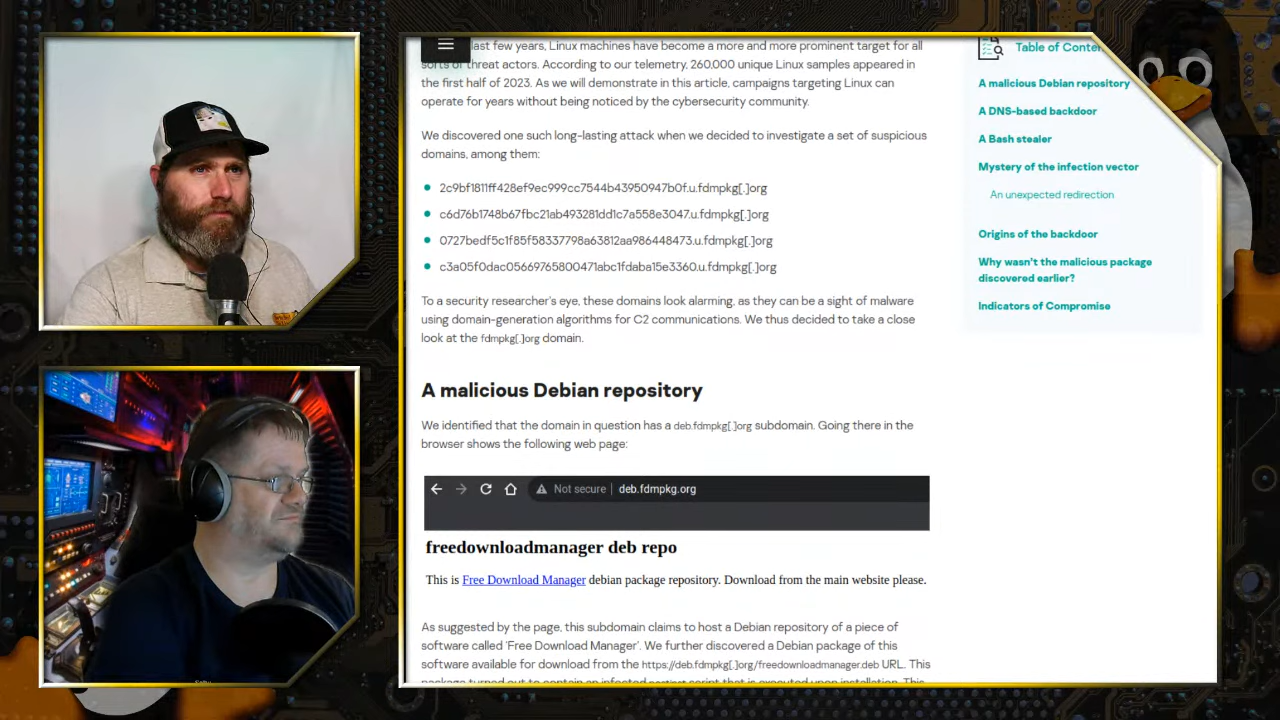 last few years, Linux machines have become a more and more prominent target for all
sorts of threat actors. According to our telemetry, 260,000 unique Linux samples appeared in
the first half of 2023. As we will demonstrate in this article, campaigns targeting Linux can
operate for years without being noticed by the cybersecurity community.
We discovered one such long-lasting attack when we decided to investigate a set of suspicious
domains, among them:
2c9bf1811ff428ef9ec999cc7544b43950947b0f.u.fdmpkg[.]org
c6d76b1748b67fbc21ab493281dd1c7a558e3047.u.fdmpkg[.]org
0727bedf5c1f85f58337798a63812aa986448473.u.fdmpkg[.]org
c3a05f0dac05669765800471abc1fdaba15e3360.u.fdmpkg[.]org
To a security researcher's eye, these domains look alarming, as they can be a sight of malware
using domain-generation algorithms for C2 communications. We thus decided to take a close
look at the fdmpkg[.]org domain.
A malicious Debian repository
We identified that the domain in question has a deb.fdmpkg[.]org subdomain. Going there in the
browser shows the following web page:
Not secure | deb.fdmpkg.org
freedownloadmanager deb repo
This is Free Download Manager debian package repository. Download from the main website please.
As suggested by the page, this subdomain claims to host a Debian repository of a piece of
software called 'Free Download Manager'. We further discovered a Debian package of this
software available for download from the https://deb.fdmpkg[.]org/freedownloadmanager.deb URL. This
package turned out to contain an infected postinst script that is executed upon installation. This
Table of Conten
A malicious Debian repository
A DNS-based backdoor
A Bash stealer
Mystery of the infection vector
An unexpected redirection
Origins of the backdoor
Why wasn't the malicious package
discovered earlier?
Indicators of Compromise